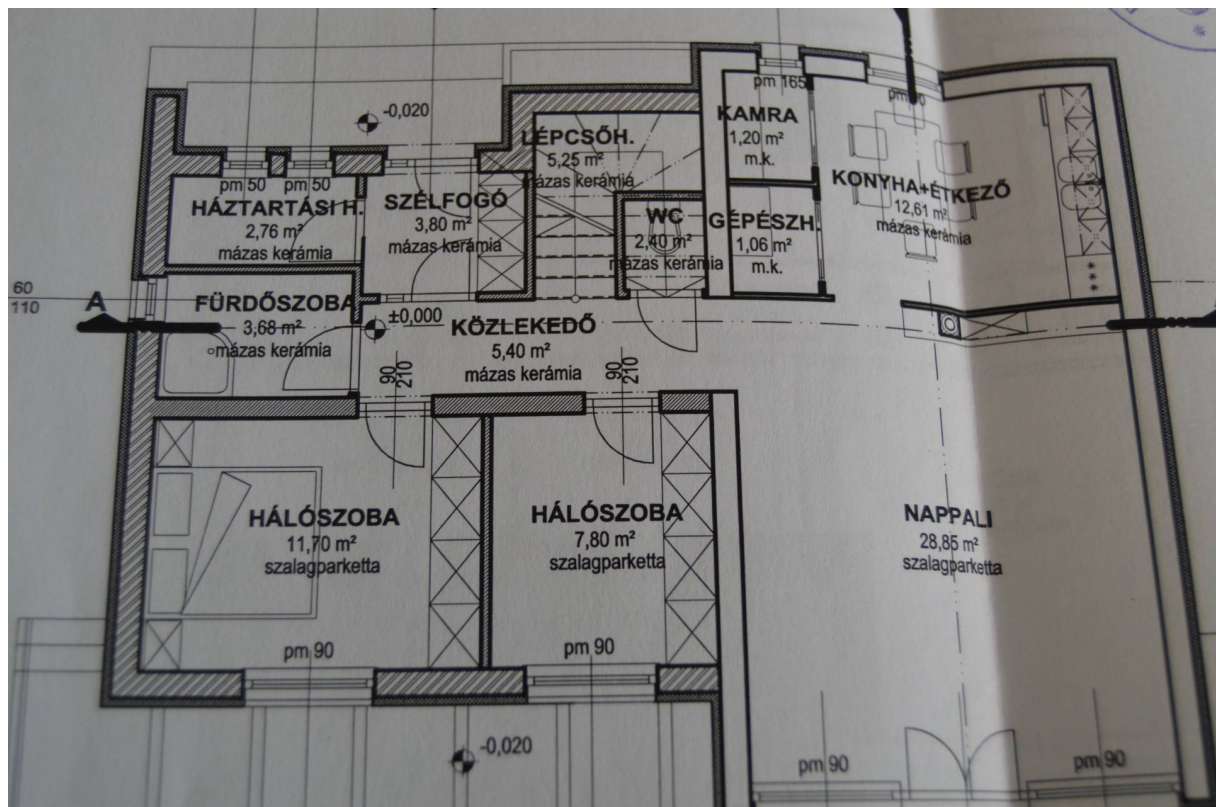 -0,020
pm 165
KAMRA
1,20 m²
m.k.
LÉPCSŐH.
5,25 m²
mázas kerámia
pm 50
pm 50
HÁZTARTÁSI H.
2,76 m²
mázas kerámia
SZÉLFOGÓ
3,80 m²
mázas kerámia
WC
2,40 m²
mázas kerámia
GÉPÉSZH.
1,06 m²
m.k.
KONYHA+ÉTKEZŐ
12,61 m²
mázas kerámia
60
110
A
FÜRDŐSZOBA
3,68 m²
mázas kerámia
±0,000
KÖZLEKEDŐ
5,40 m²
mázas kerámia
90
210
90
210
HÁLÓSZOBA
11,70 m²
szalagparketta
HÁLÓSZOBA
7,80 m²
szalagparketta
NAPPALI
28,85 m²
szalagparketta
pm 90
pm 90
-0,020
pm 90
pm 90